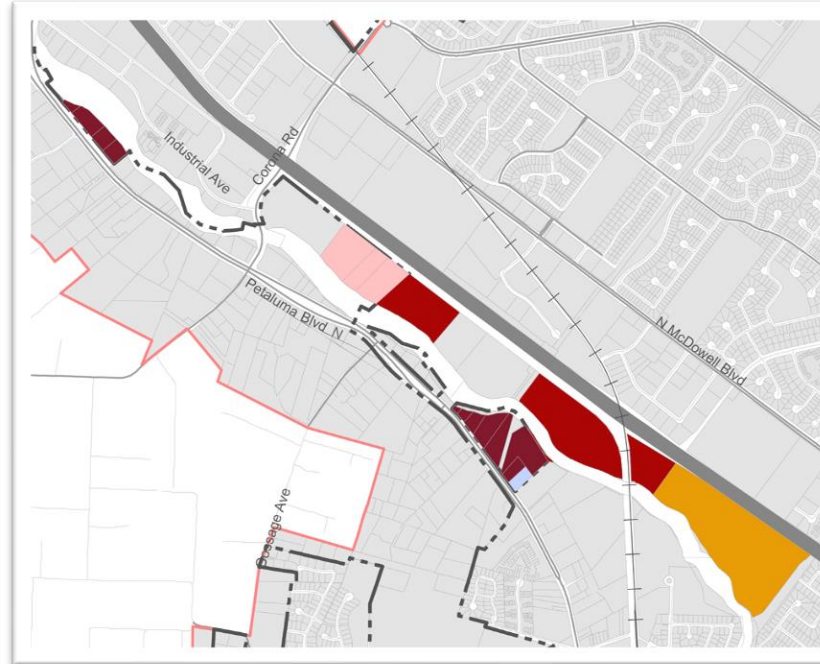 Industrial Ave
Corona Rd
Petaluma Blvd. N
N McDowell Blvd
Gossage Ave